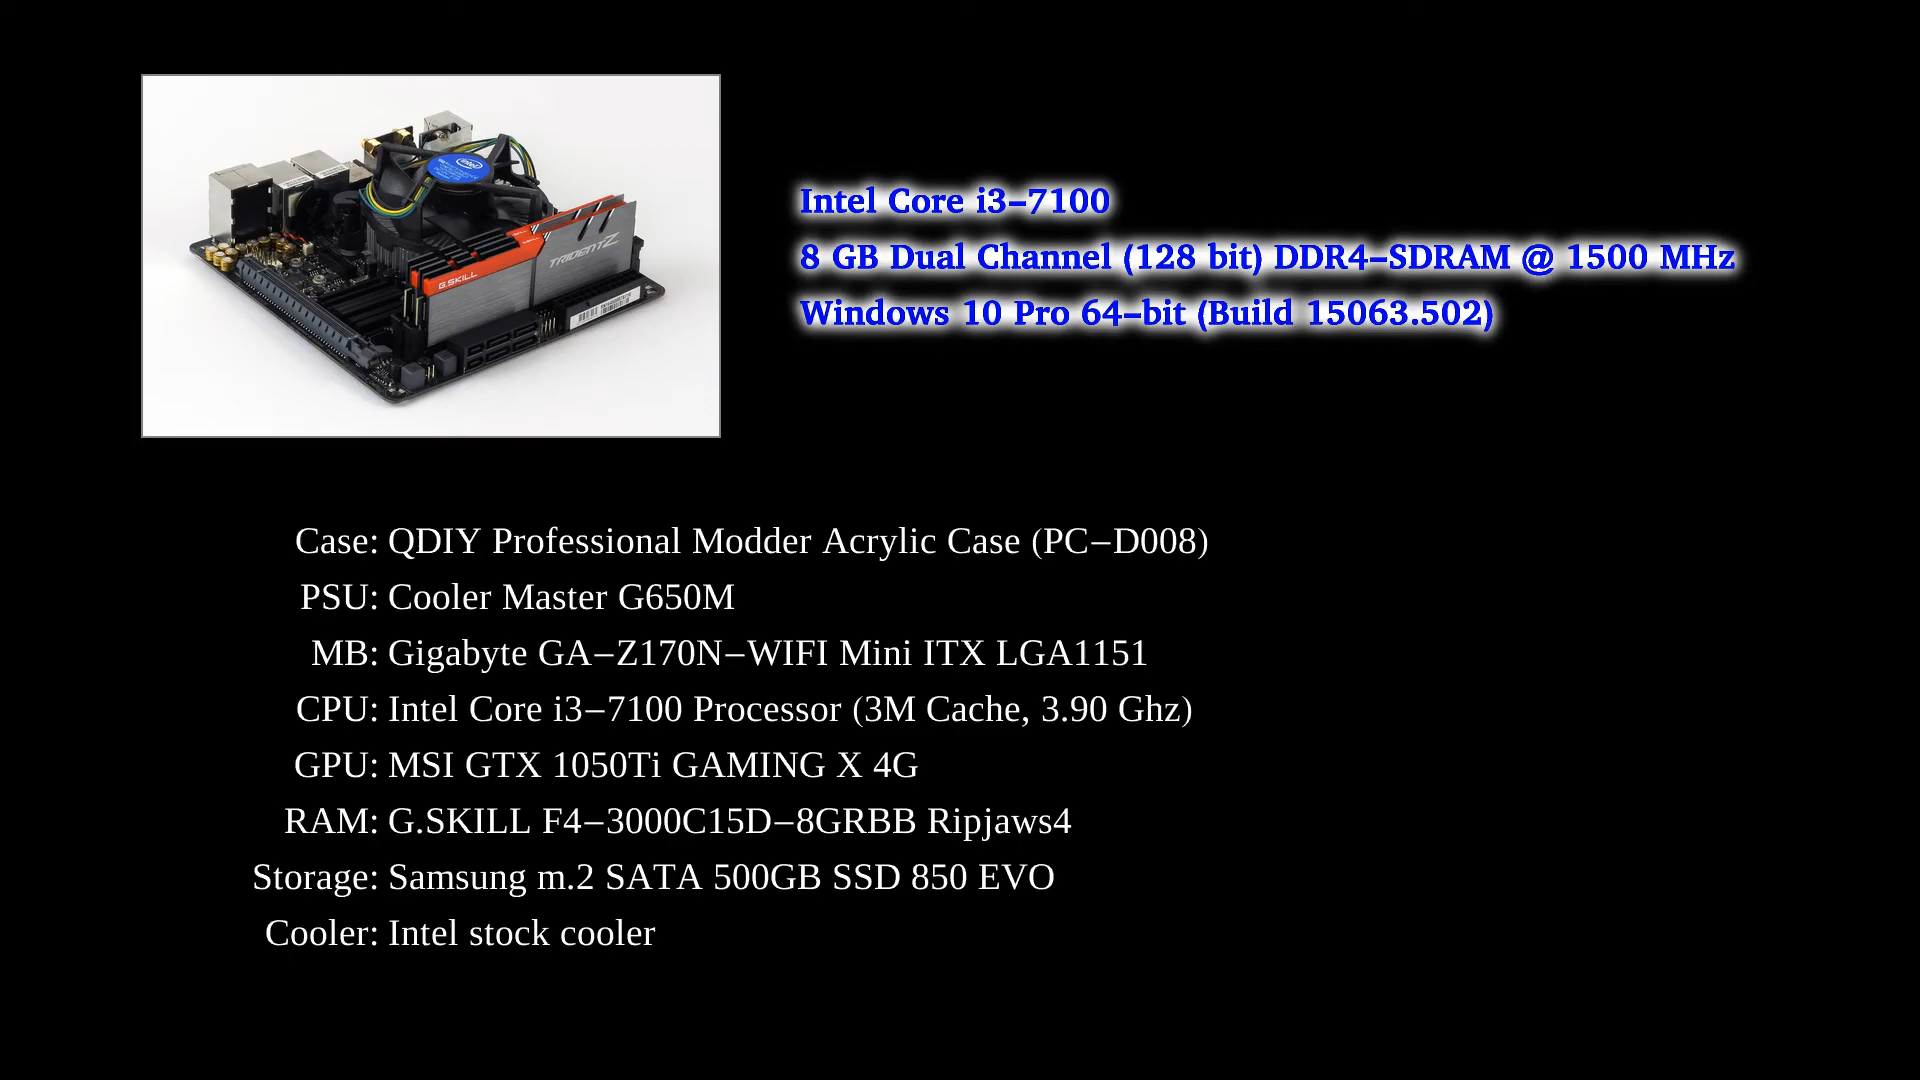 intel
G.SKILL
TRIDENT Z
Intel Core i3–7100
8 GB Dual Channel (128 bit) DDR4–SDRAM @ 1500 MHz
Windows 10 Pro 64–bit (Build 15063.502)
Case: QDIY Professional Modder Acrylic Case (PC–D008)
PSU: Cooler Master G650M
MB: Gigabyte GA–Z170N–WIFI Mini ITX LGA1151
CPU: Intel Core i3–7100 Processor (3M Cache, 3.90 Ghz)
GPU: MSI GTX 1050Ti GAMING X 4G
RAM: G.SKILL F4–3000C15D–8GRBB Ripjaws4
Storage: Samsung m.2 SATA 500GB SSD 850 EVO
Cooler: Intel stock cooler